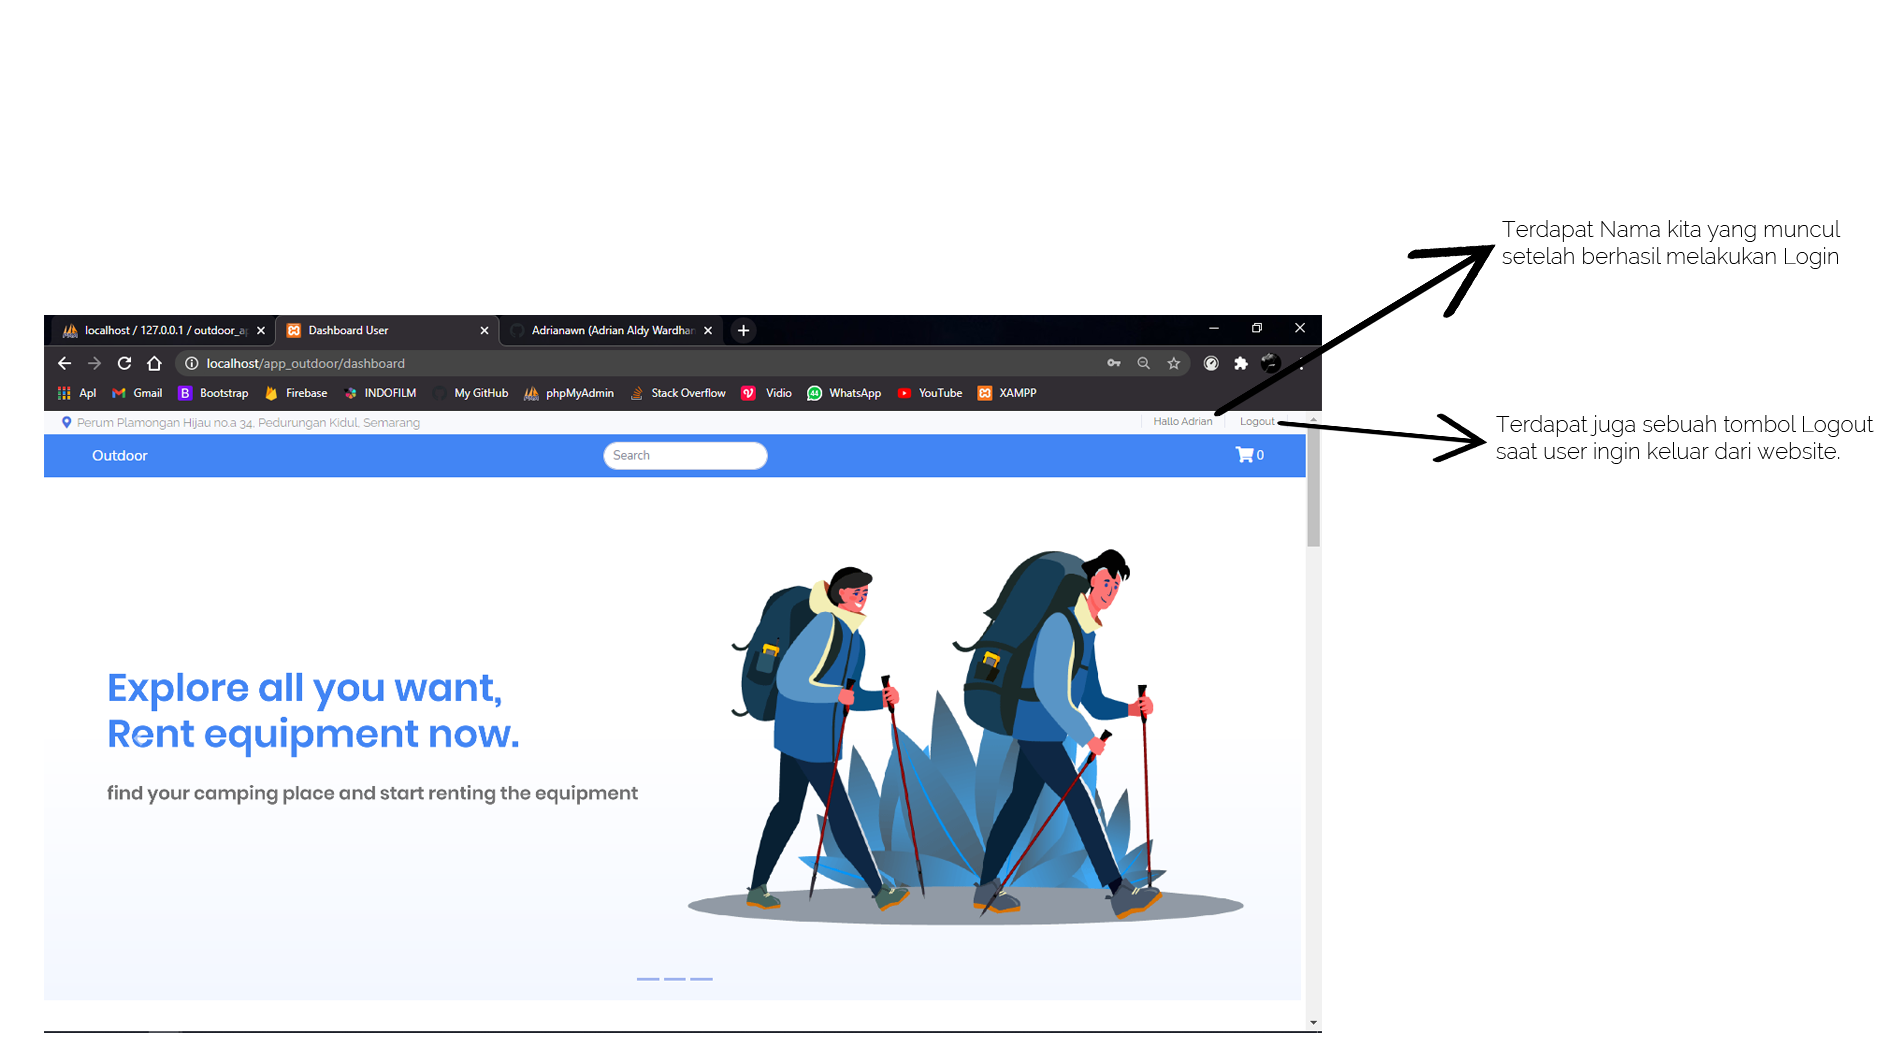 Terdapat Nama kita yang muncul
setelah berhasil melakukan Login
localhost / 127.0.0.1 / outdoor_ap
Dashboard User
Adrianawn (Adrian Aldy Wardhan
localhost/app_outdoor/dashboard
Apl Gmail Bootstrap Firebase INDOFILM My GitHub phpMyAdmin Stack Overflow Vidio 44 WhatsApp YouTube XAMPP
Perum Plamongan Hijau no.a 34, Pedurungan Kidul, Semarang
Hallo Adrian
Logout
Terdapat juga sebuah tombol Logout
saat user ingin keluar dari website.
Outdoor
Search
0
Explore all you want,
Rent equipment now.
find your camping place and start renting the equipment